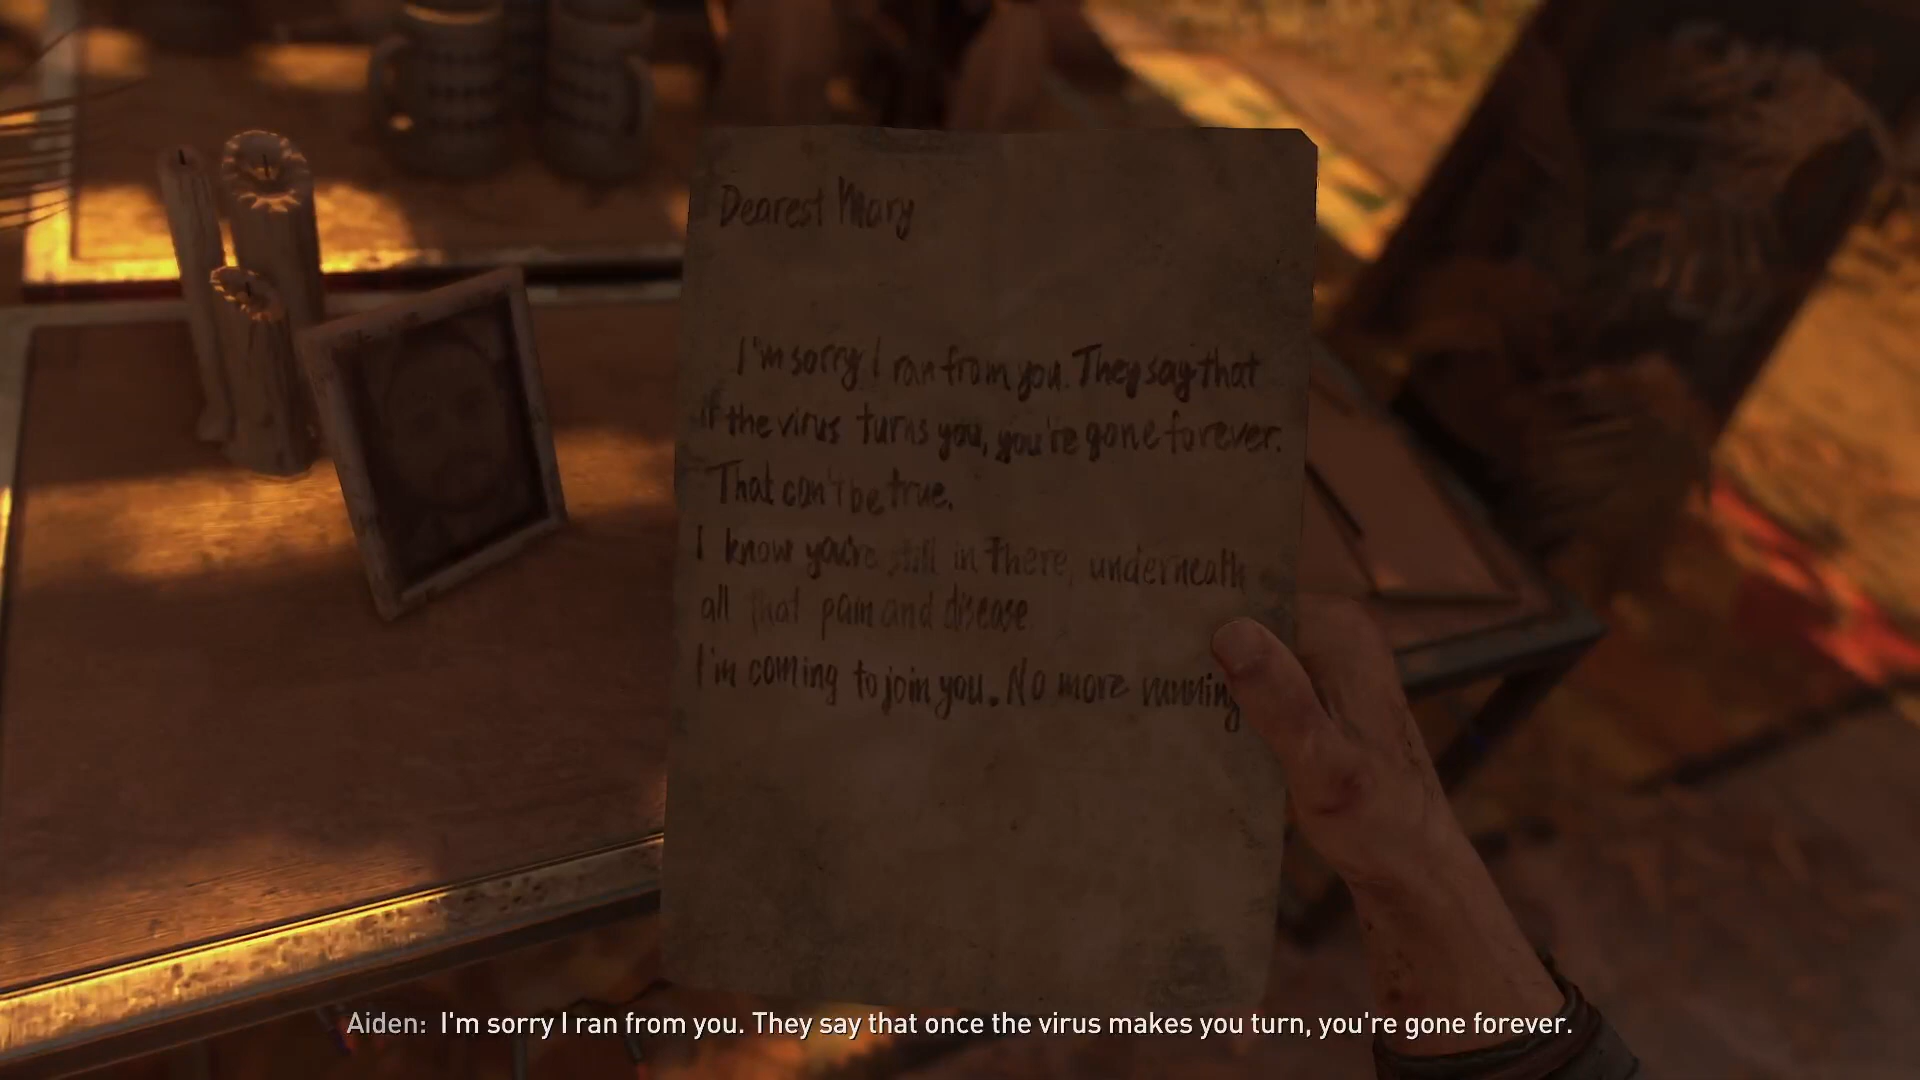 Dearest Mary
I'm sorry I ran from you. They say that
if the virus turns you, you're gone forever.
That can't be true.
I know you're still in there, underneath
all that pain and disease
I'm coming to join you. No more running
Aiden: I'm sorry I ran from you. They say that once the virus makes you turn, you're gone forever.